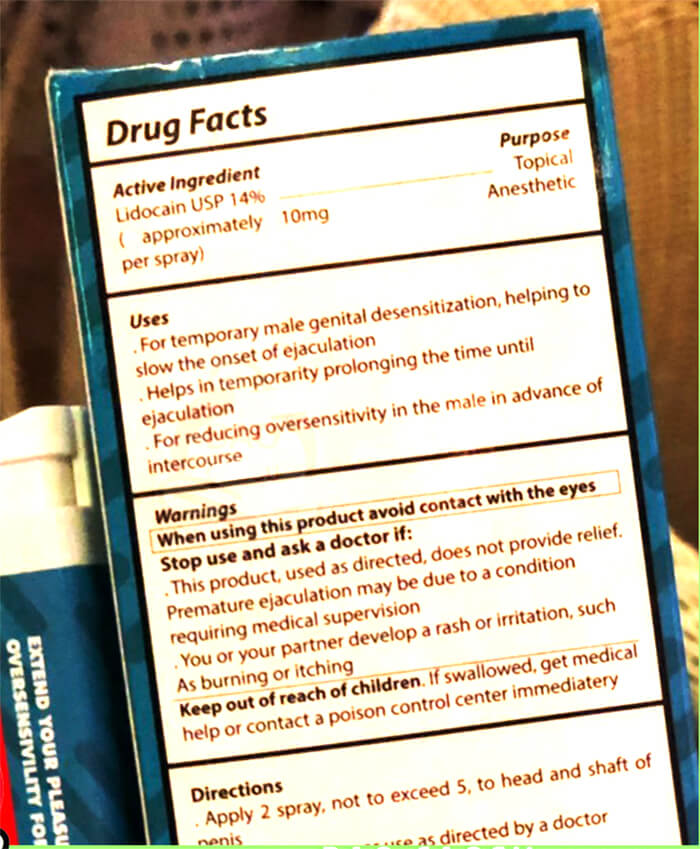 Drug Facts
Active Ingredient
Purpose
Lidocain USP 14%
Topical
( approximately 10mg
Anesthetic
per spray)
Uses
. For temporary male genital desensitization, helping to
slow the onset of ejaculation
. Helps in temporarity prolonging the time until
ejaculation
. For reducing oversensitivity in the male in advance of
intercourse
Warnings
When using this product avoid contact with the eyes
Stop use and ask a doctor if:
. This product, used as directed, does not provide relief.
Premature ejaculation may be due to a condition
requiring medical supervision
. You or your partner develop a rash or irritation, such
As burning or itching
Keep out of reach of children. If swallowed, get medical
help or contact a poison control center immediatery
Directions
. Apply 2 spray, not to exceed 5, to head and shaft of
penis
use as directed by a doctor
EXTEND YOUR
OVERSENSIVILITY